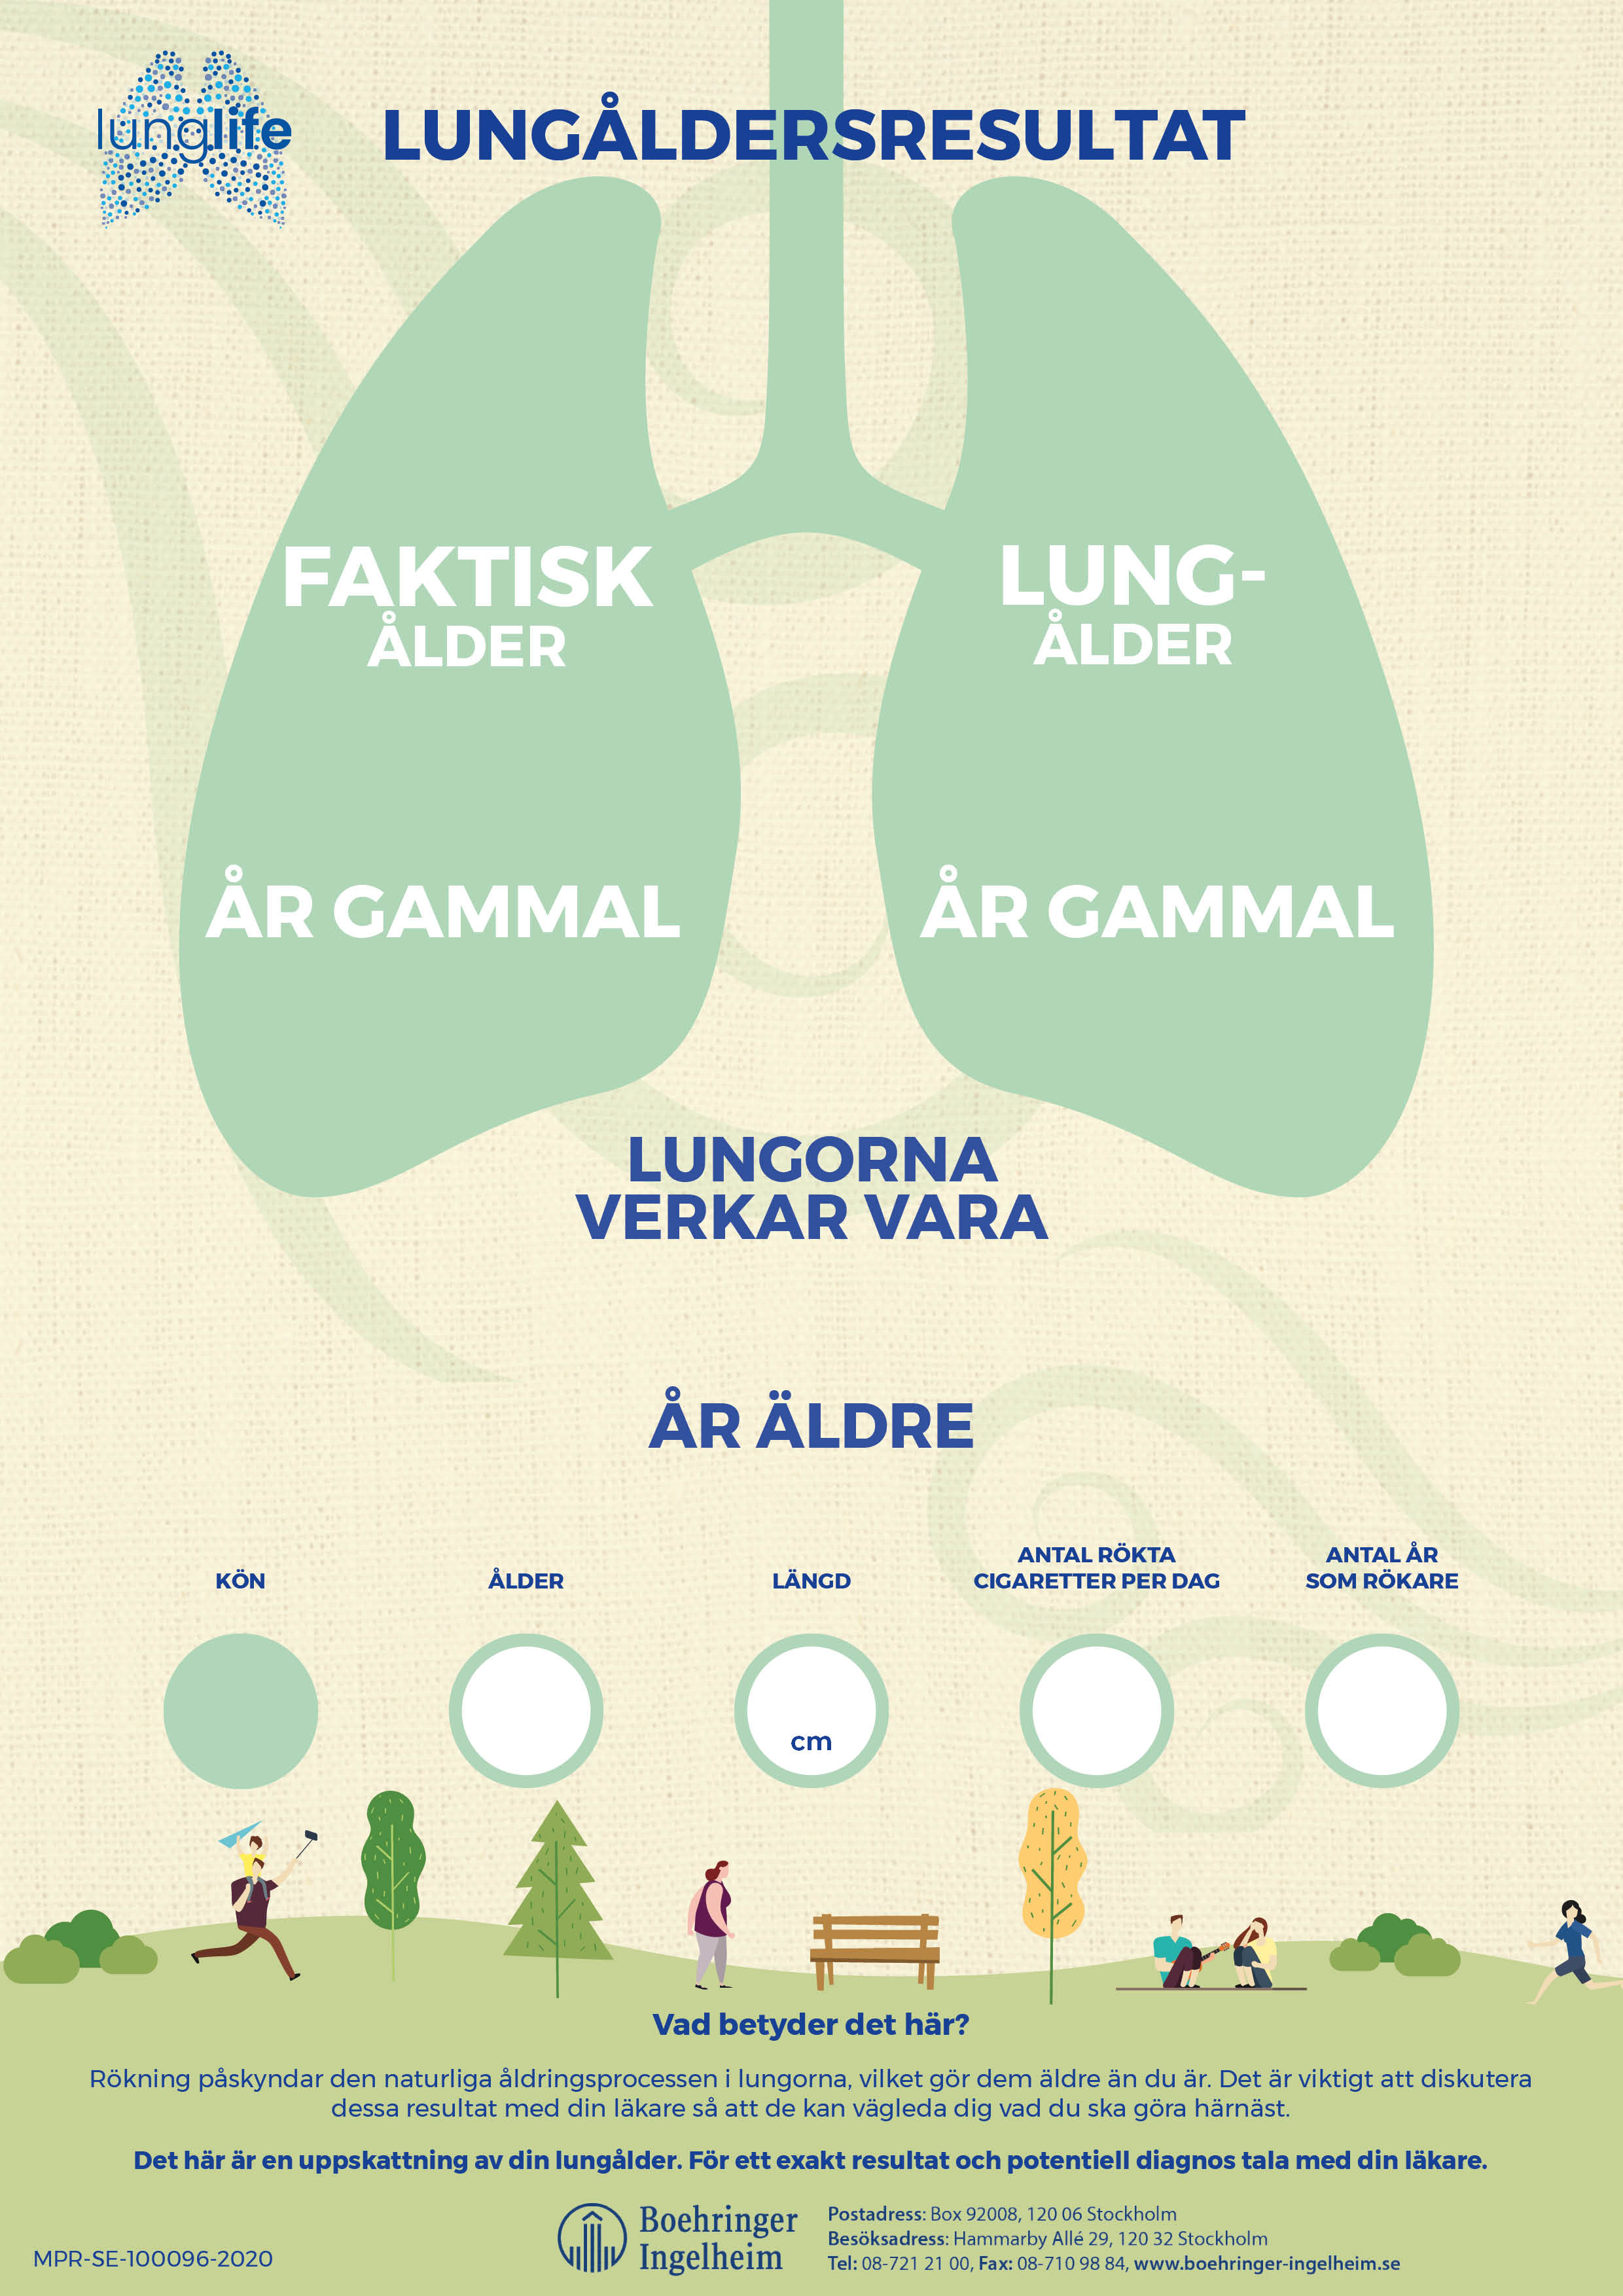 lunglife
LUNGÅLDERSRESULTAT
FAKTISK
ÅLDER
LUNG-
ÅLDER
ÅR GAMMAL
ÅR GAMMAL
LUNGORNA
VERKAR VARA
ÅR ÄLDRE
KÖN
ÅLDER
LÄNGD
ANTAL RÖKTA
CIGARETTER PER DAG
ANTAL ÅR
SOM RÖKARE
cm
Vad betyder det här?
Rökning påskyndar den naturliga åldringsprocessen i lungorna, vilket gör dem äldre än du är. Det är viktigt att diskutera
dessa resultat med din läkare så att de kan vägleda dig vad du ska göra härnäst.
Det här är en uppskattning av din lungålder. För ett exakt resultat och potentiell diagnos tala med din läkare.
Boehringer
Ingelheim
Postadress: Box 92008, 120 06 Stockholm
Besöksadress: Hammarby Allé 29, 120 32 Stockholm
Tel: 08-721 21 00, Fax: 08-710 98 84, www.boehringer-ingelheim.se
MPR-SE-100096-2020